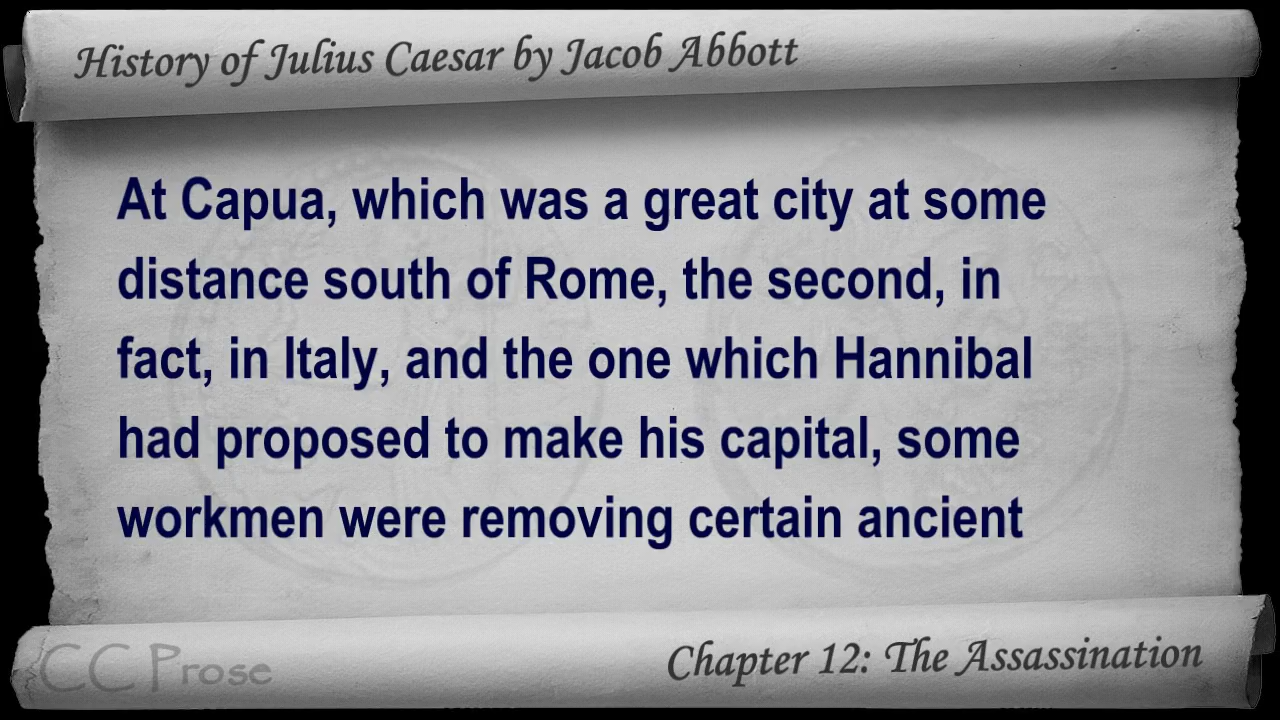 History of Julius Caesar by Jacob Abbott
At Capua, which was a great city at some
distance south of Rome, the second, in
fact, in Italy, and the one which Hannibal
had proposed to make his capital, some
workmen were removing certain ancient
CC Prose
Chapter 12: The Assassination